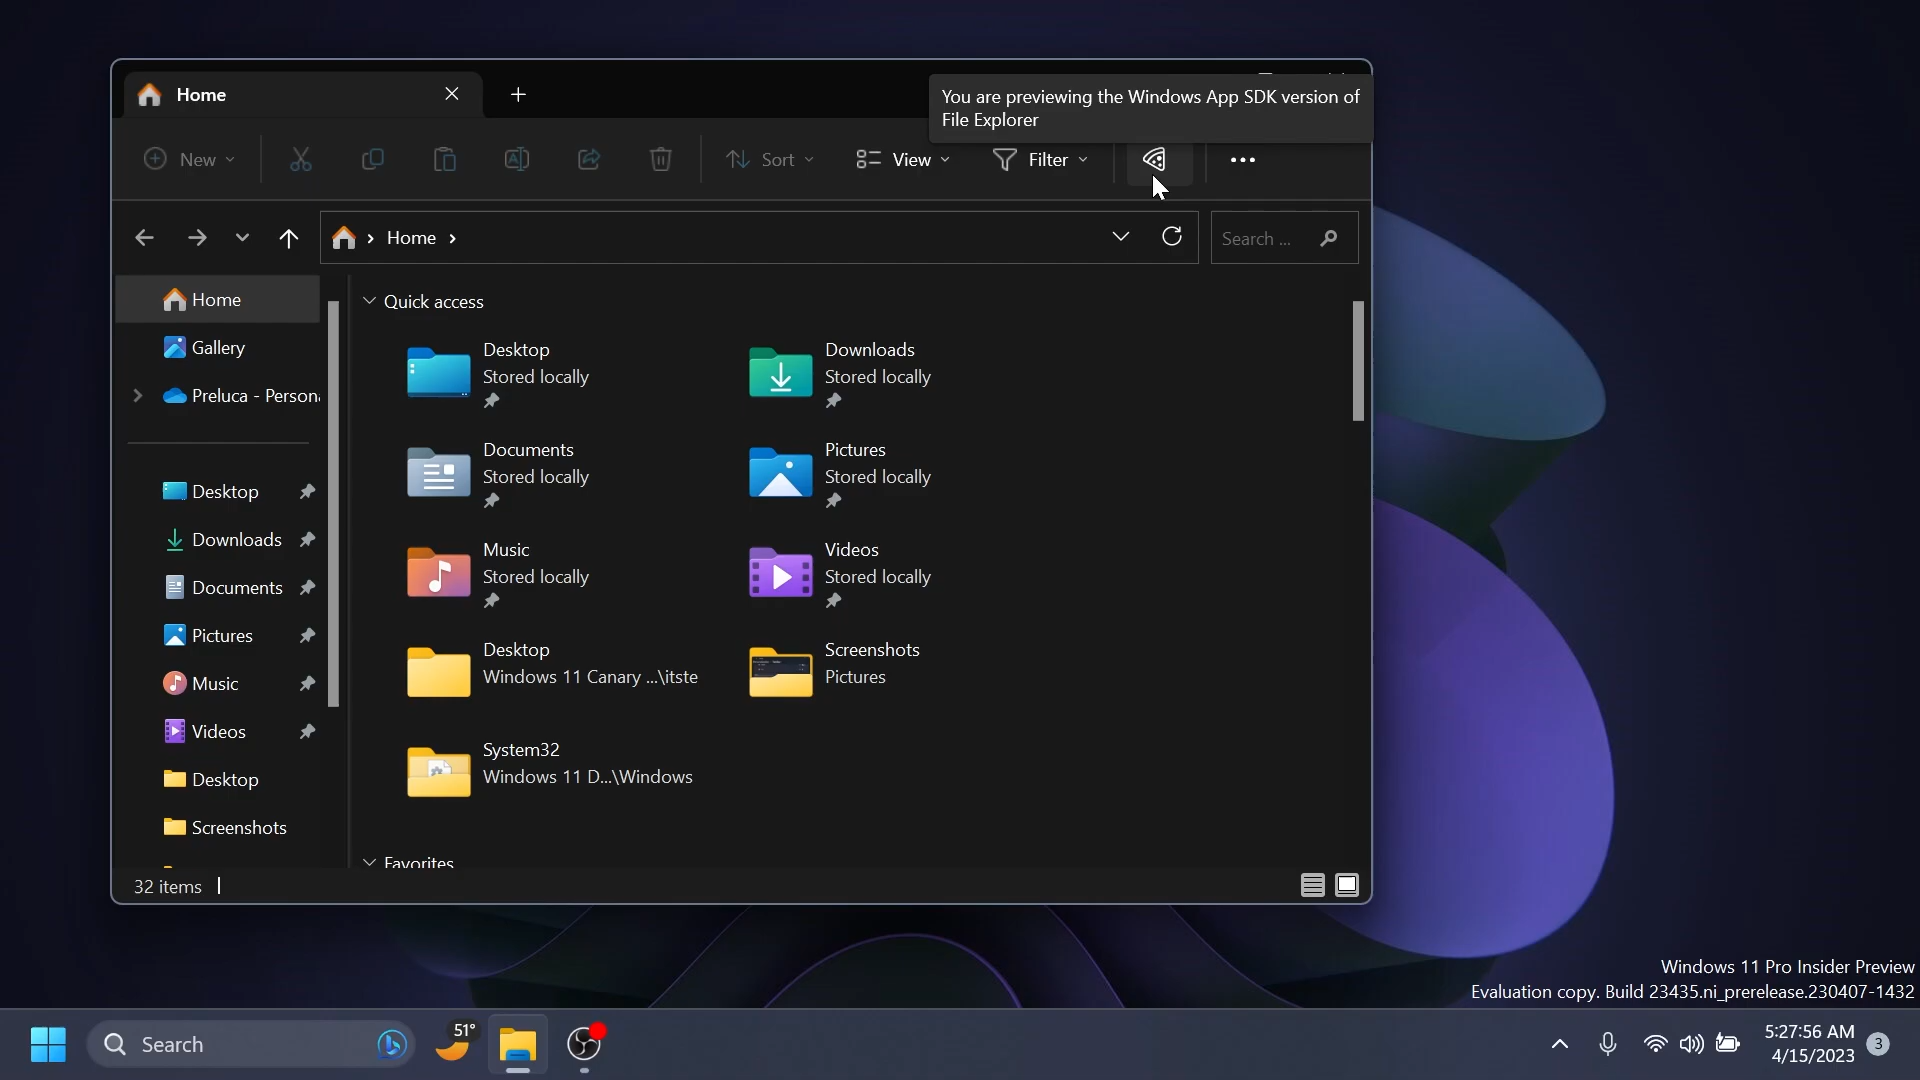 Home
You are previewing the Windows App SDK version of
File Explorer
New
Sort
View
Filter
Home
Search ...
Home
Gallery
Preluca - Persona
Desktop
Downloads
Documents
Pictures
Music
Videos
Desktop
Screenshots
Quick access
Desktop
Stored locally
Downloads
Stored locally
Documents
Stored locally
Pictures
Stored locally
Music
Stored locally
Videos
Stored locally
Desktop
Windows 11 Canary ...\itste
Screenshots
Pictures
System32
Windows 11 D...\Windows
Favorites
32 items
Windows 11 Pro Insider Preview
Evaluation copy. Build 23435.ni_prerelease.230407-1432
Search
51°
5:27:56 AM
4/15/2023
3